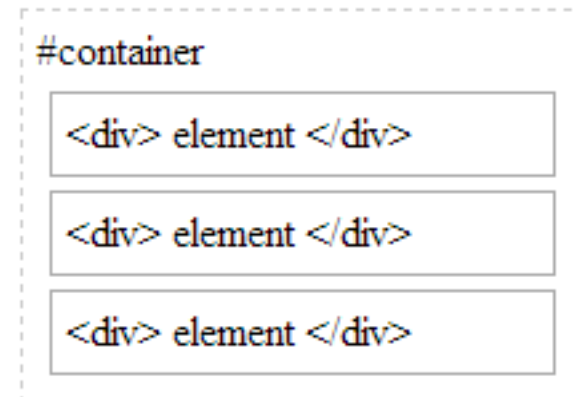 #container
<div> element </div>
<div> element </div>
<div> element </div>